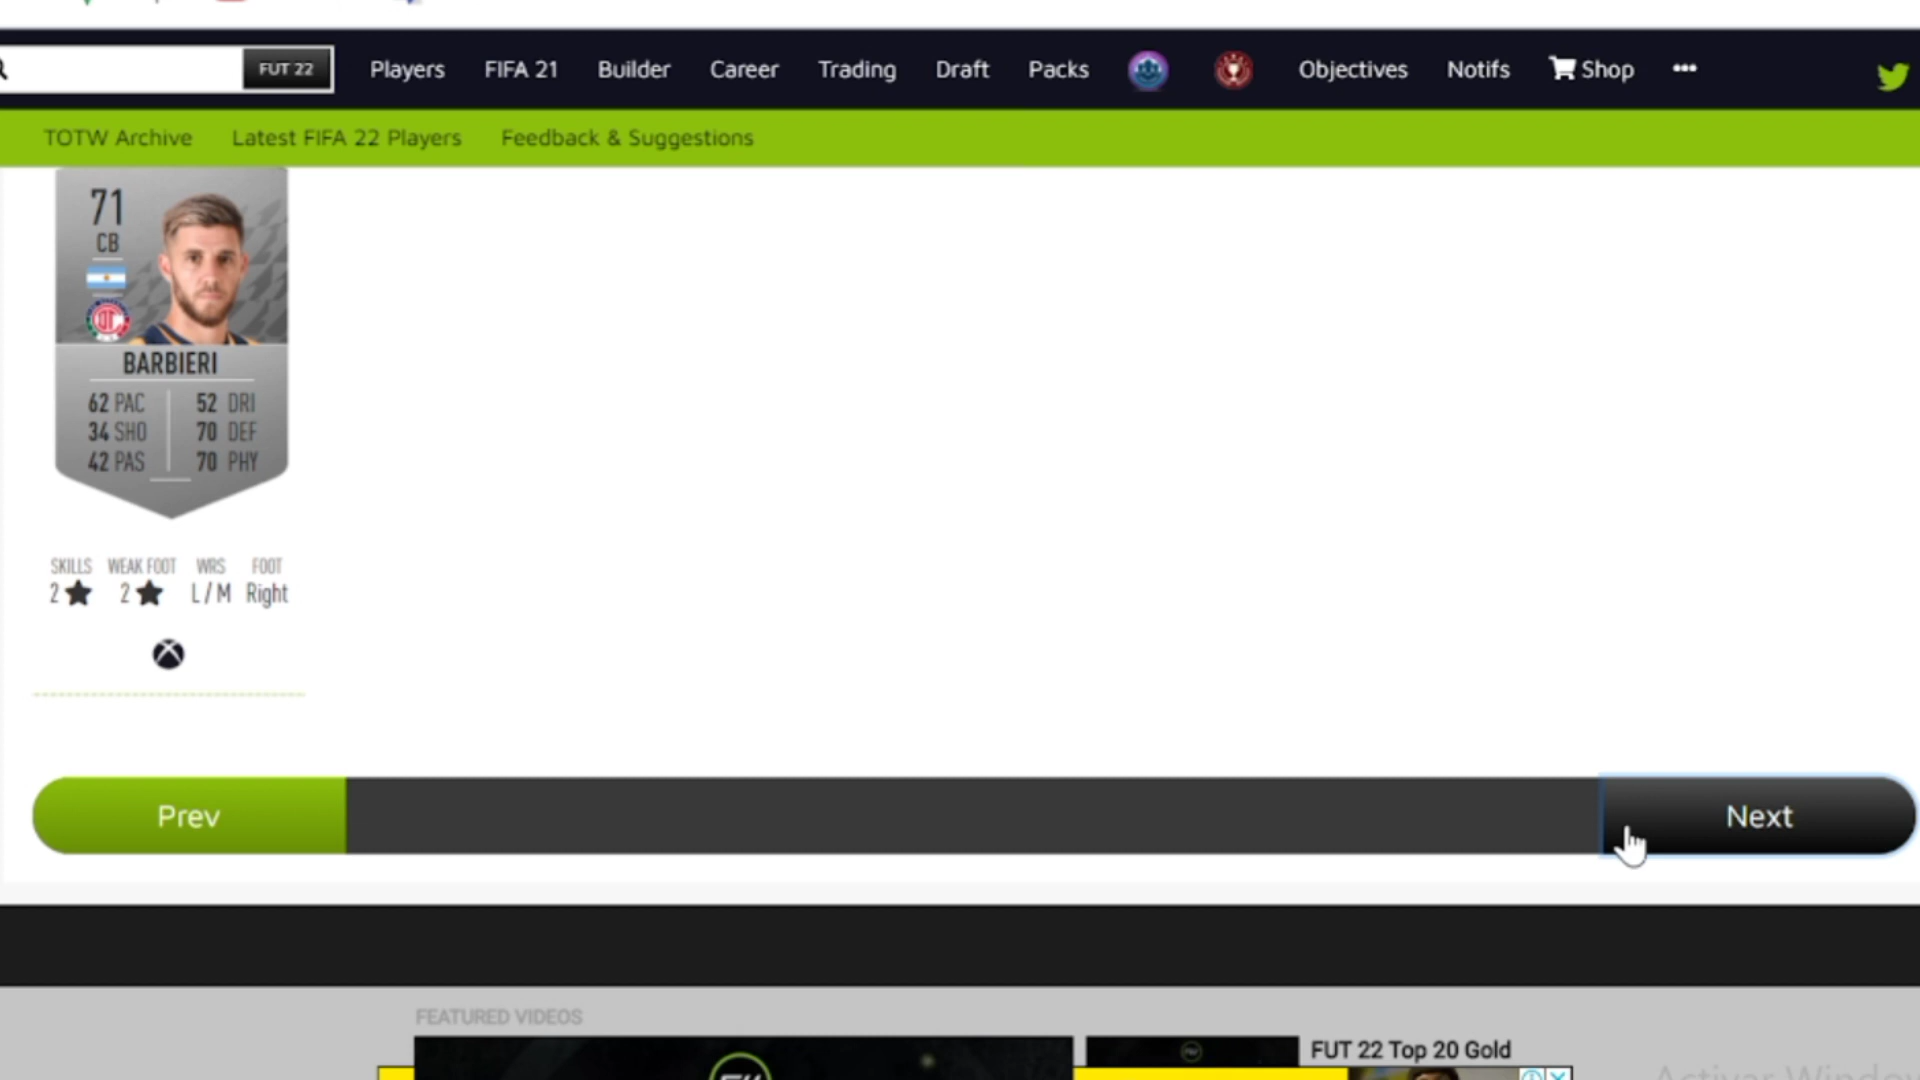 FUT 22 Players FIFA 21 Builder Career Trading Draft Packs Objectives Notifs Shop •••
TOTW Archive Latest FIFA 22 Players Feedback & Suggestions
71
CB
BARBIERI
62 PAC 52 DRI
34 SHO 70 DEF
42 PAS 70 PHY
SKILLS WEAK FOOT WRS FOOT
2 2 L / M Right
Prev Next
FEATURED VIDEOS
FUT 22 Top 20 Gold
Activar Window